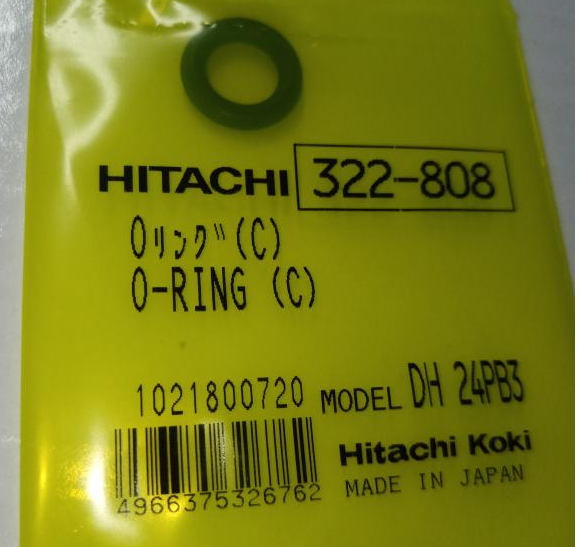 HITACHI 322-808
Oリング(C)
O-RING (C)
1021800720 MODEL DH 24PB3
4966375326762
Hitachi Koki
MADE IN JAPAN